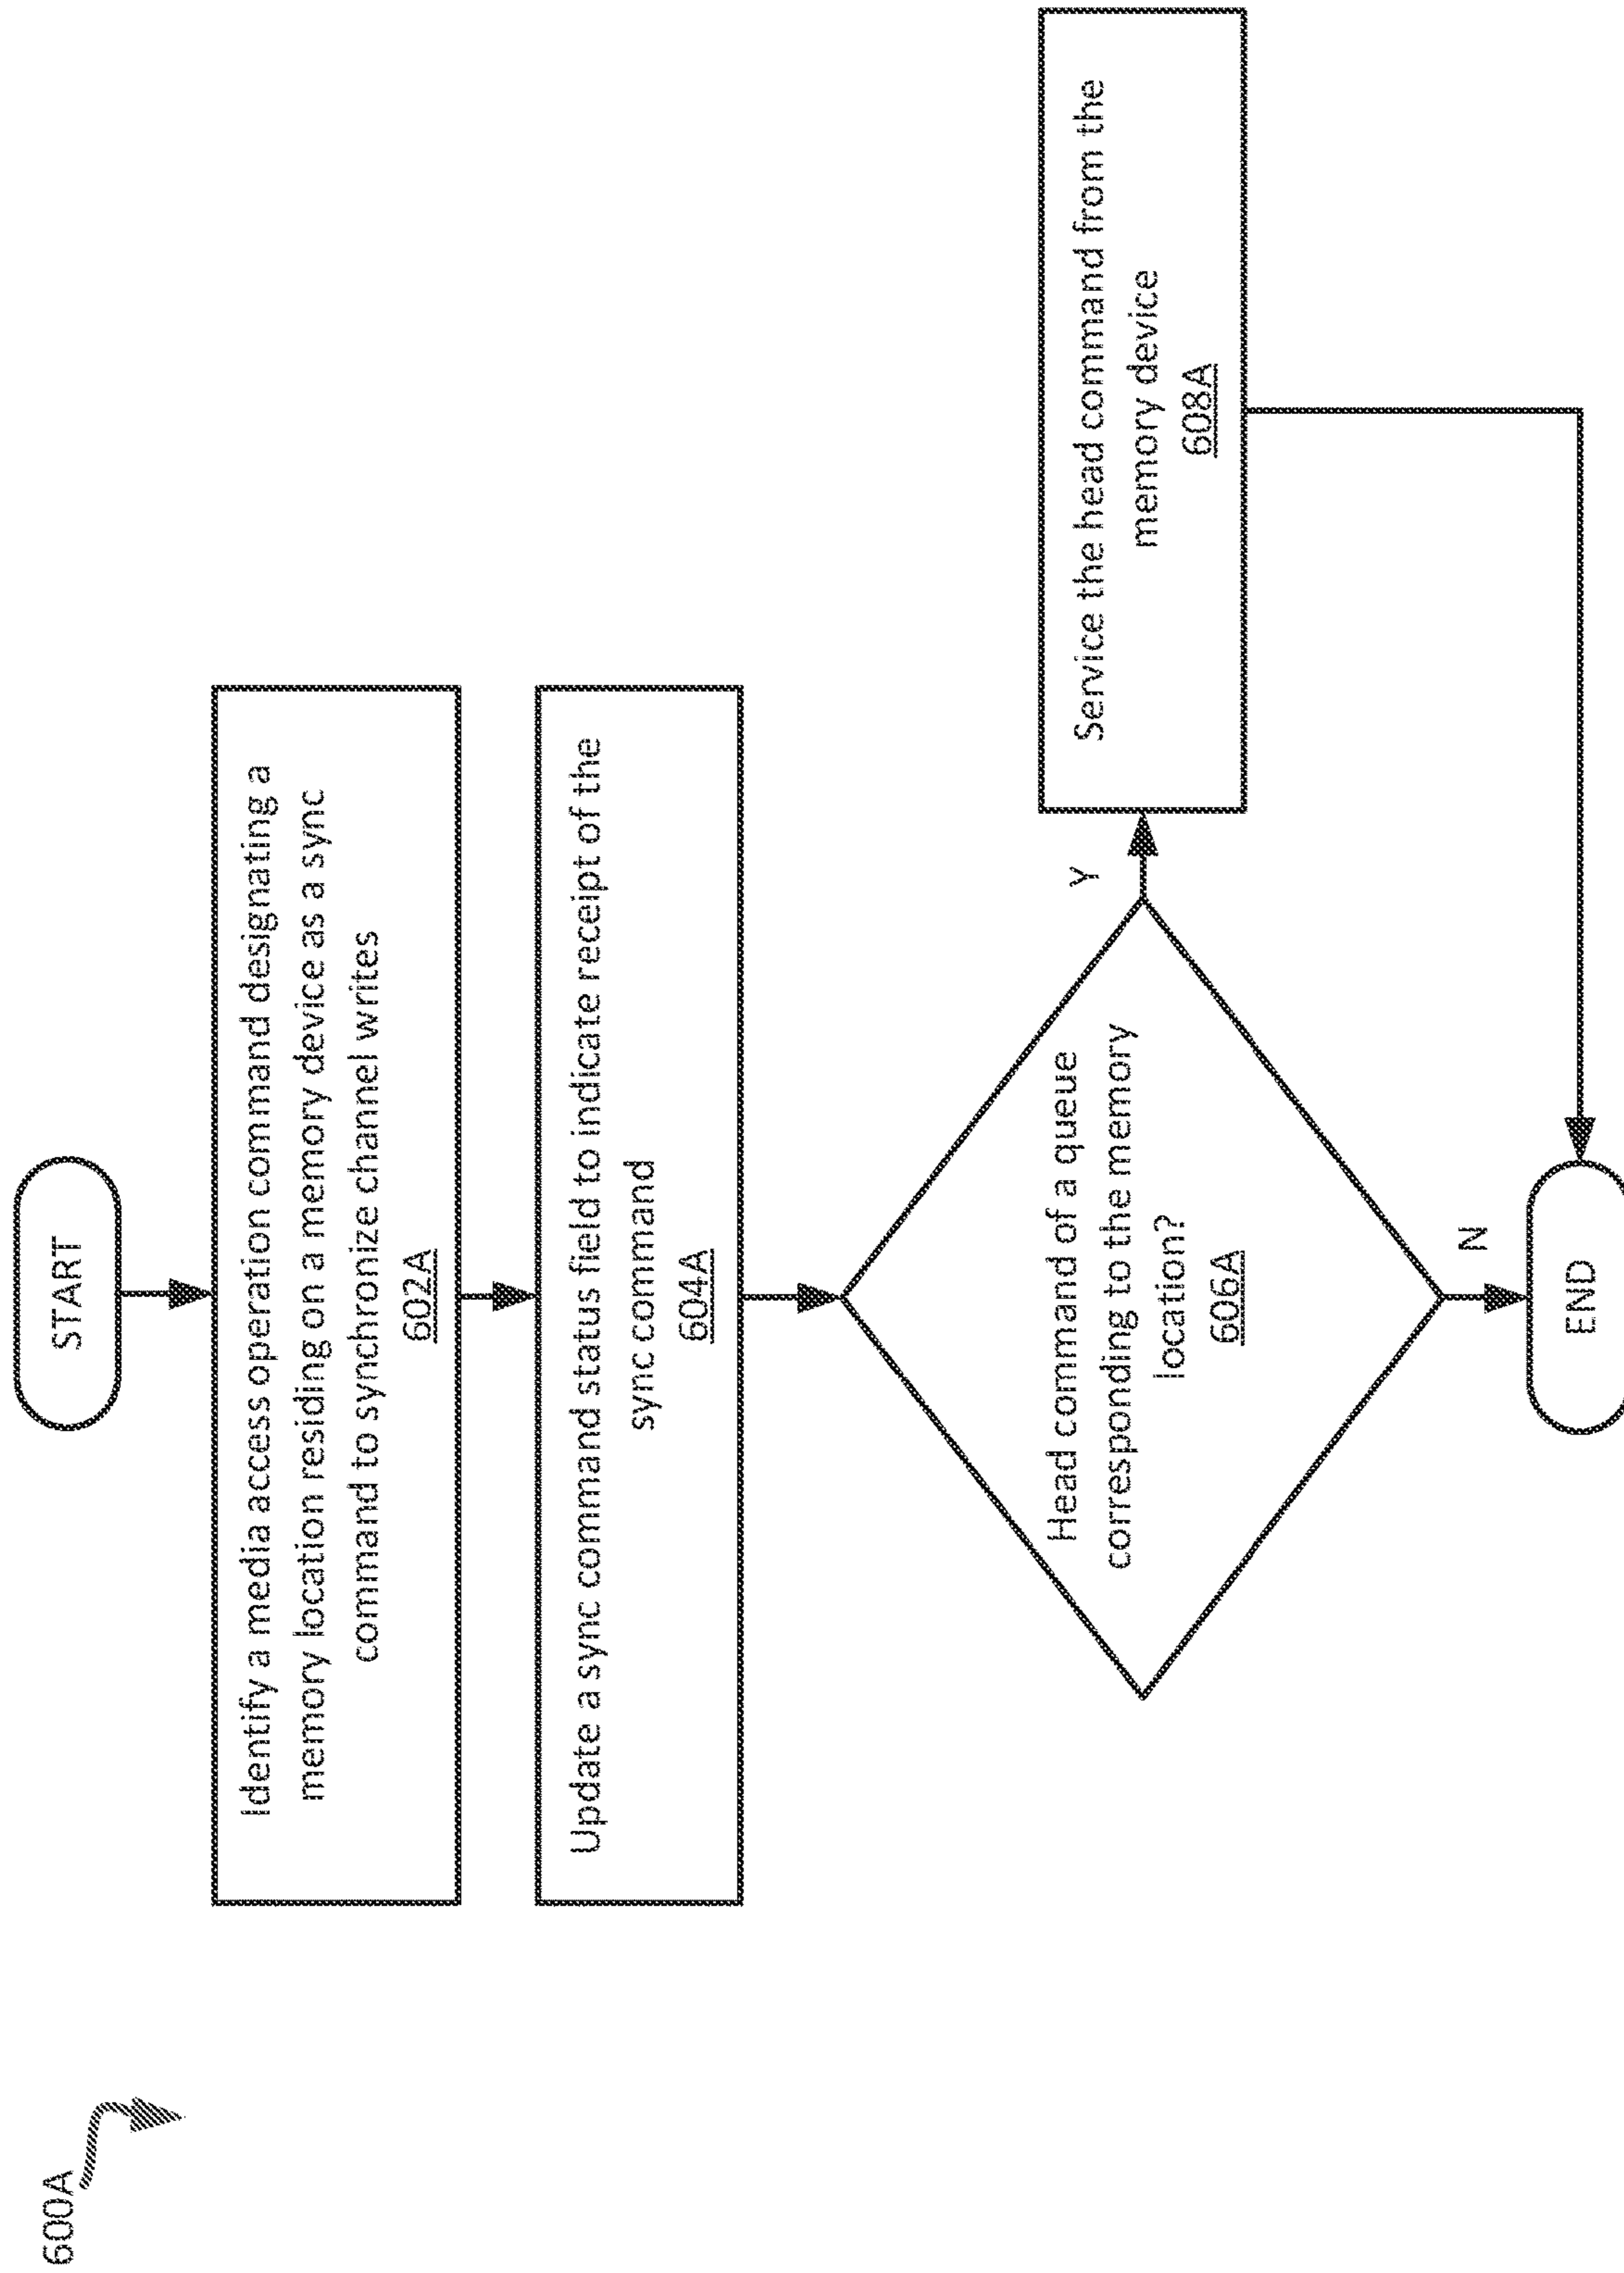 600A
START
Identify a media access operation command designating a
memory location residing on a memory device as a sync
command to synchronize channel writes
602A
Update a sync command status field to indicate receipt of the
sync command
604A
Head command of a queue
corresponding to the memory
location?
606A
Y
Service the head command from the
memory device
608A
N
END